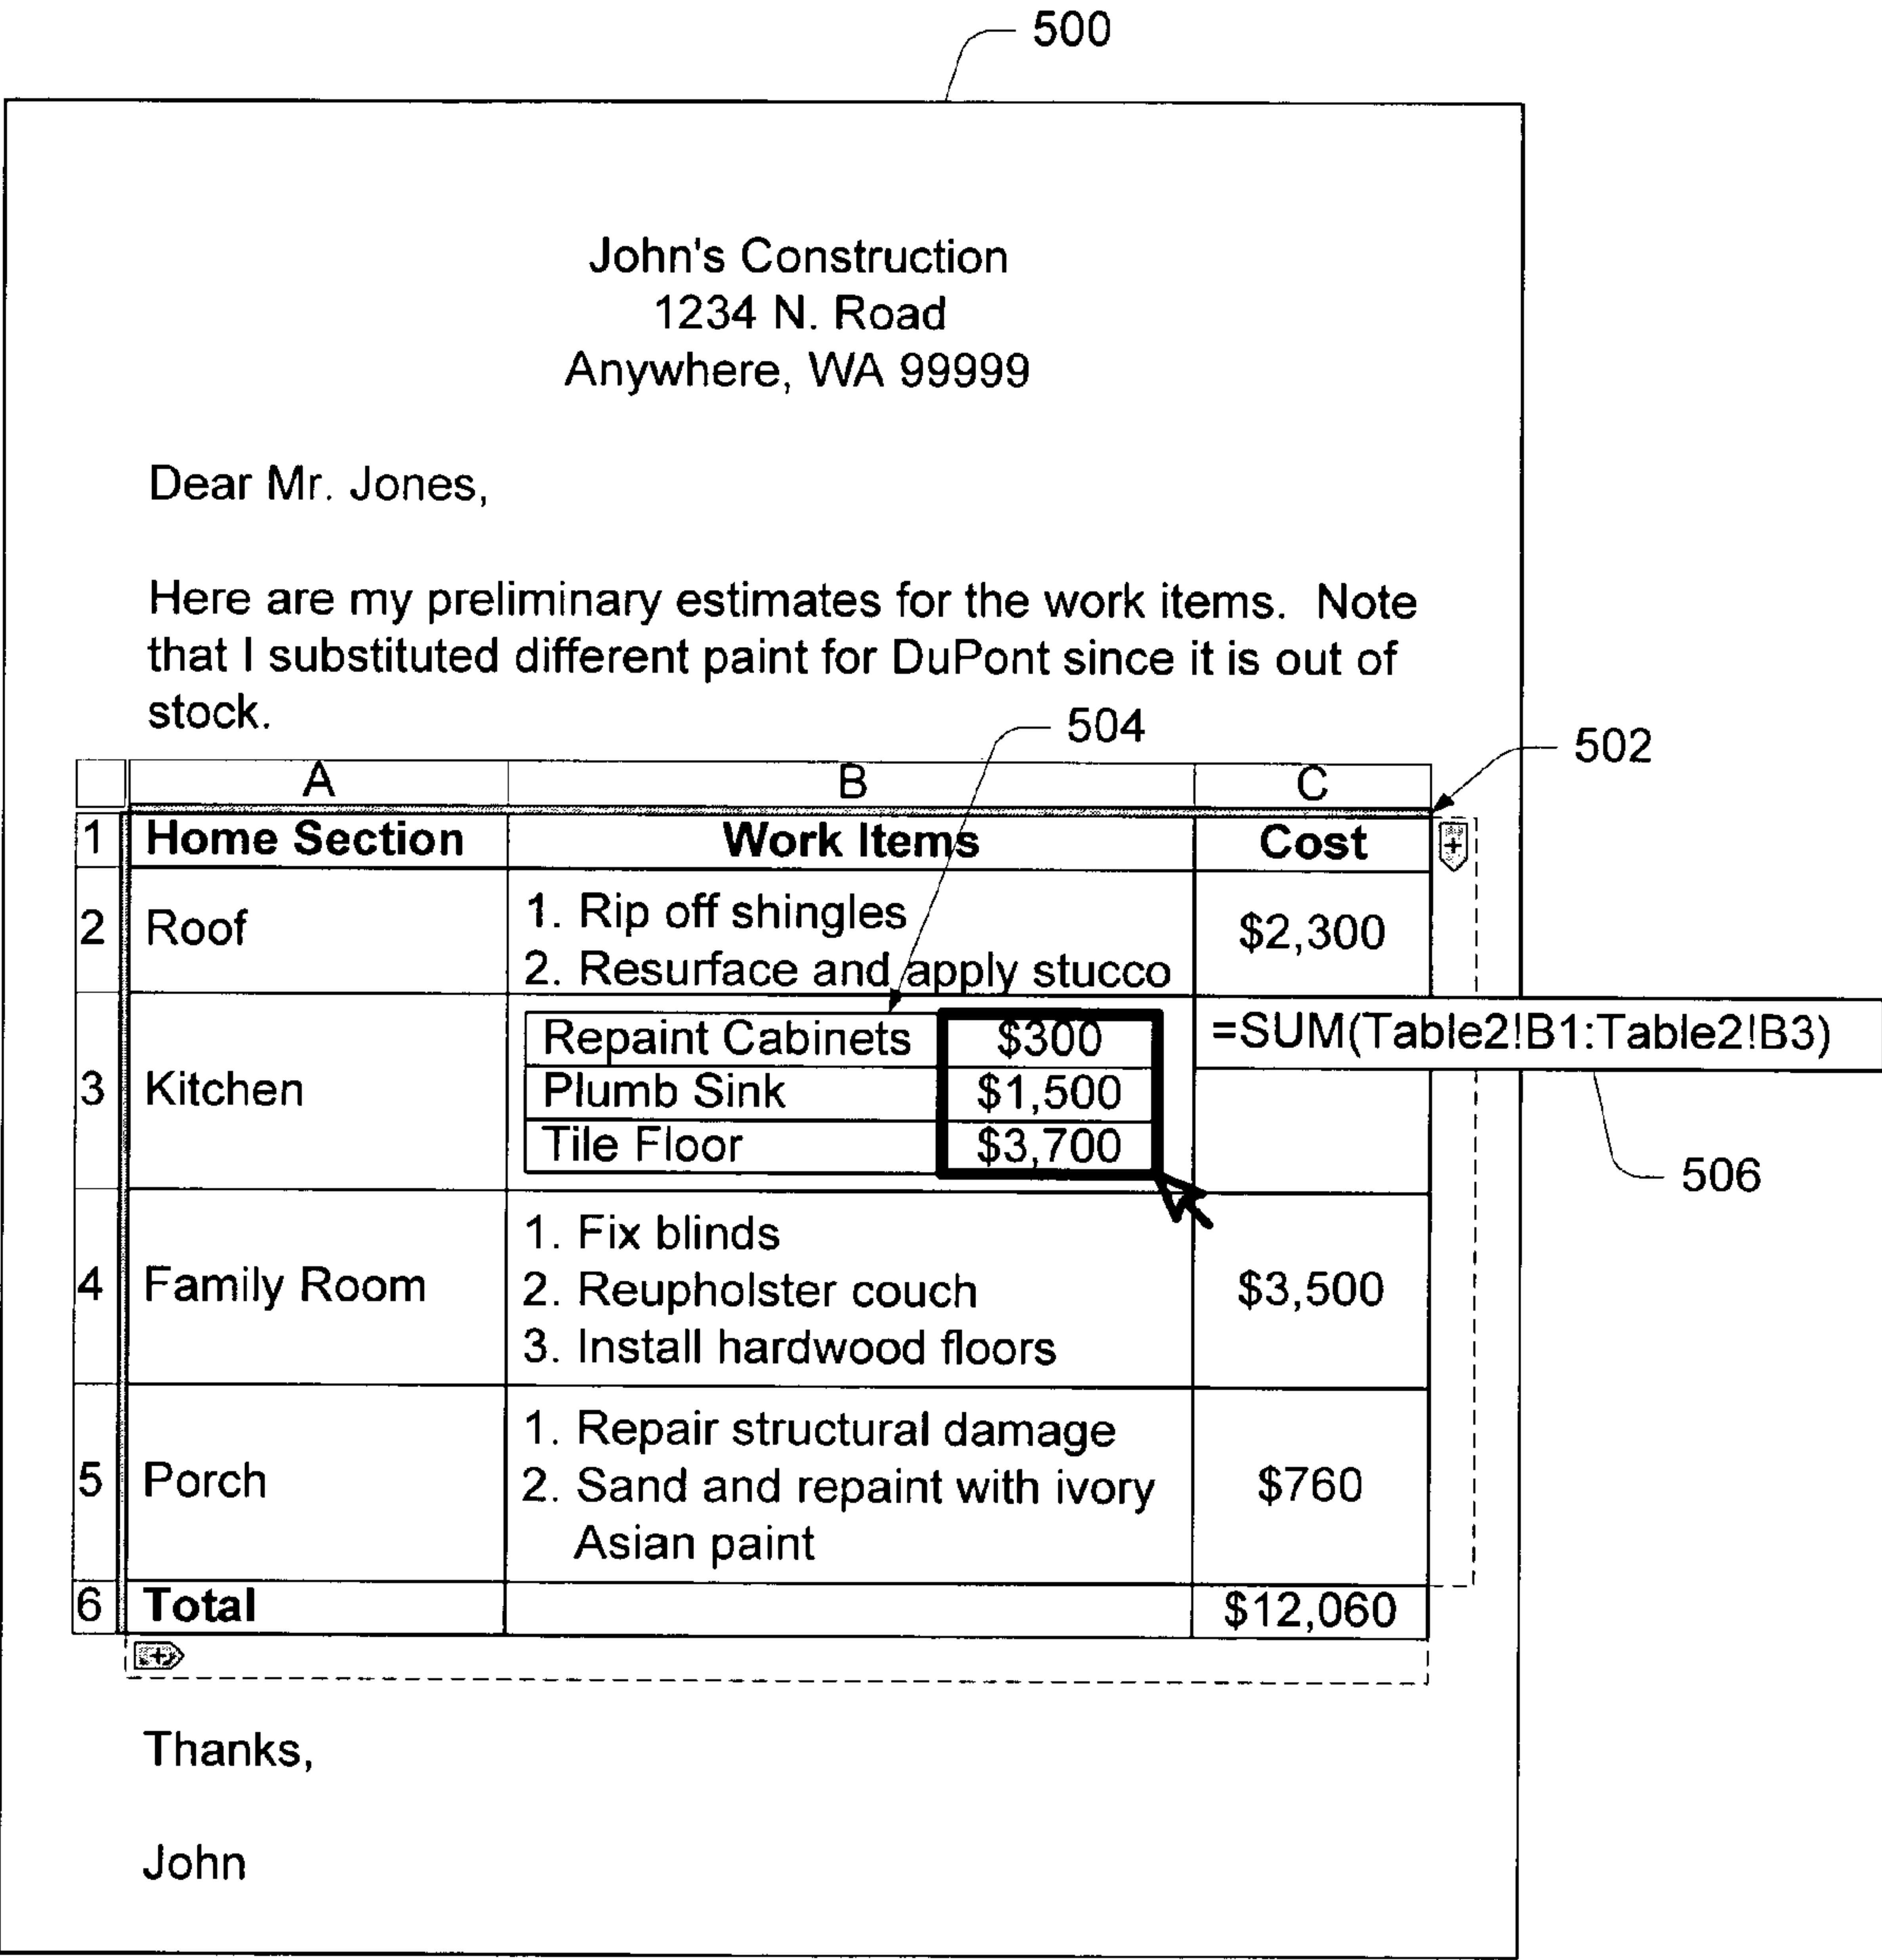 500
John's Construction
1234 N. Road
Anywhere, WA 99999
Dear Mr. Jones,
Here are my preliminary estimates for the work items.  Note
that I substituted different paint for DuPont since it is out of
stock.
504
502
A B C
1 Home Section Work Items Cost
2 Roof 1. Rip off shingles
2. Resurface and apply stucco $2,300
3 Kitchen
Repaint Cabinets $300 =SUM(Table2!B1:Table2!B3)
Plumb Sink $1,500
Tile Floor $3,700
506
4 Family Room 1. Fix blinds
2. Reupholster couch $3,500
3. Install hardwood floors
5 Porch 1. Repair structural damage
2. Sand and repaint with ivory $760
Asian paint
6 Total $12,060
Thanks,
John